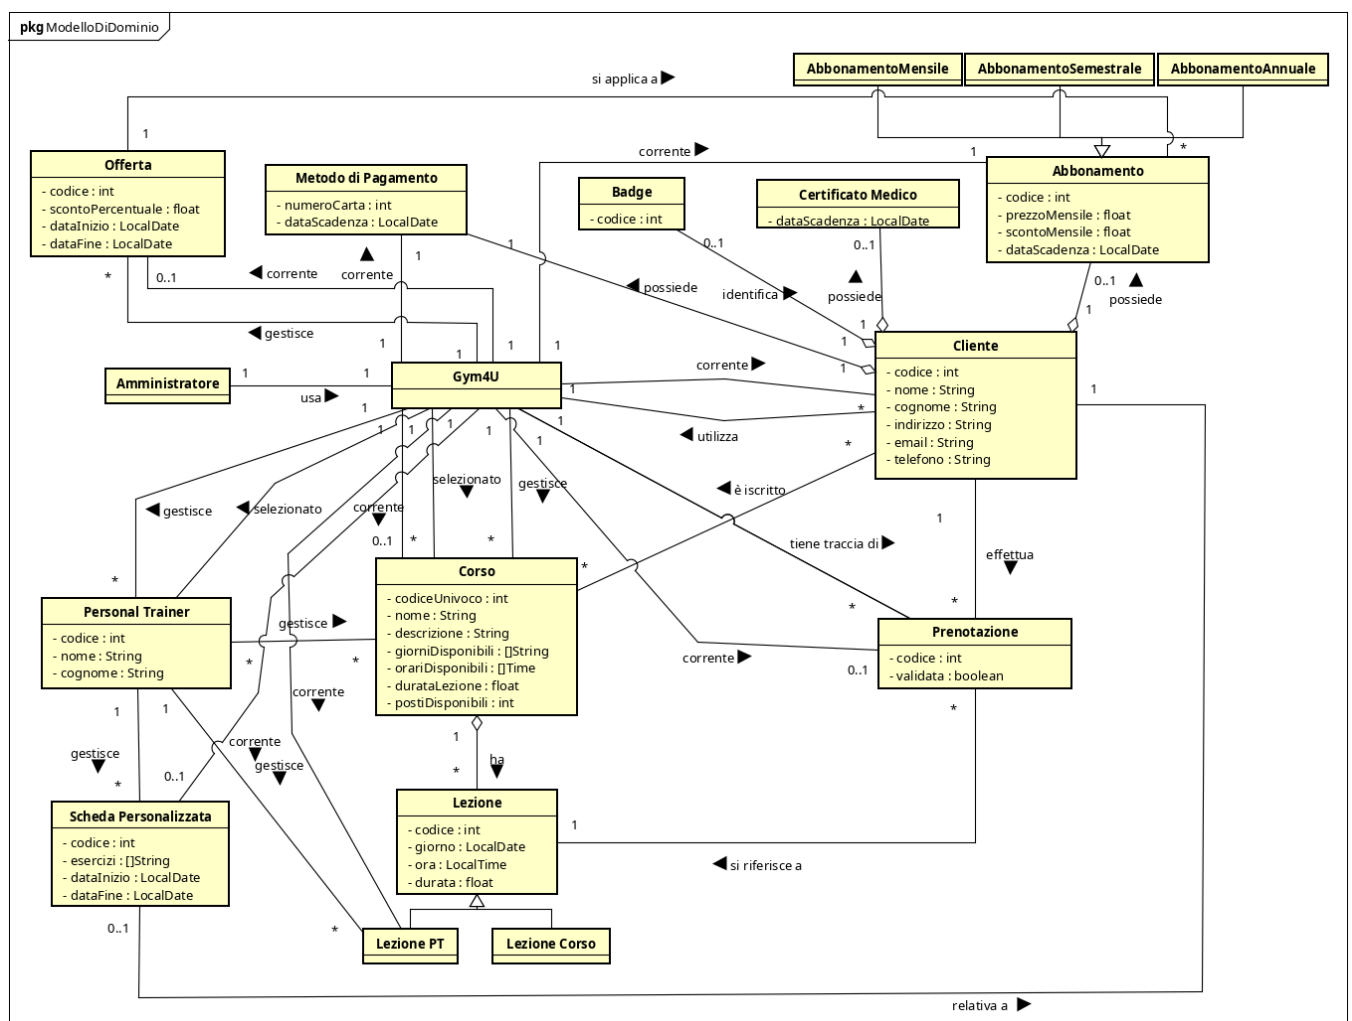 pkg ModelloDiDominio
AbbonamentoMensile
AbbonamentoSemestrale
AbbonamentoAnnuale
si applica a
1
*
Offerta
- codice : int
- scontoPercentuale : float
- dataInizio : LocalDate
- dataFine : LocalDate
Metodo di Pagamento
- numeroCarta : int
- dataScadenza : LocalDate
Badge
- codice : int
Certificato Medico
- dataScadenza : LocalDate
corrente
1
Abbonamento
- codice : int
- prezzoMensile : float
- scontoMensile : float
- dataScadenza : LocalDate
*
0..1
corrente
corrente
1
1
possiede
0..1
identifica
0..1
possiede
0..1
possiede
gestisce
1
1
1
1
1
1
1
1
Amministratore
1
1
usa
Gym4U
Cliente
- codice : int
- nome : String
- cognome : String
- indirizzo : String
- email : String
- telefono : String
corrente
1
*
utilizza
1
1
1
1
1
1
1
1
*
1
gestisce
selezionato
corrente
selezionato
gestisce
è iscritto
0..1
*
*
*
tiene traccia di
1
effettua
*
*
*
Personal Trainer
- codice : int
- nome : String
- cognome : String
gestisce
*
*
Corso
- codiceUnivoco : int
- nome : String
- descrizione : String
- giorniDisponibili : []String
- orariDisponibili : []Time
- durataLezione : float
- postiDisponibili : int
corrente
0..1
Prenotazione
- codice : int
- validata : boolean
*
corrente
1
1
gestisce
*
0..1
corrente
gestisce
1
*
ha
Scheda Personalizzata
- codice : int
- esercizi : []String
- dataInizio : LocalDate
- dataFine : LocalDate
Lezione
- codice : int
- giorno : LocalDate
- ora : LocalTime
- durata : float
1
si riferisce a
0..1
*
Lezione PT
Lezione Corso
relativa a